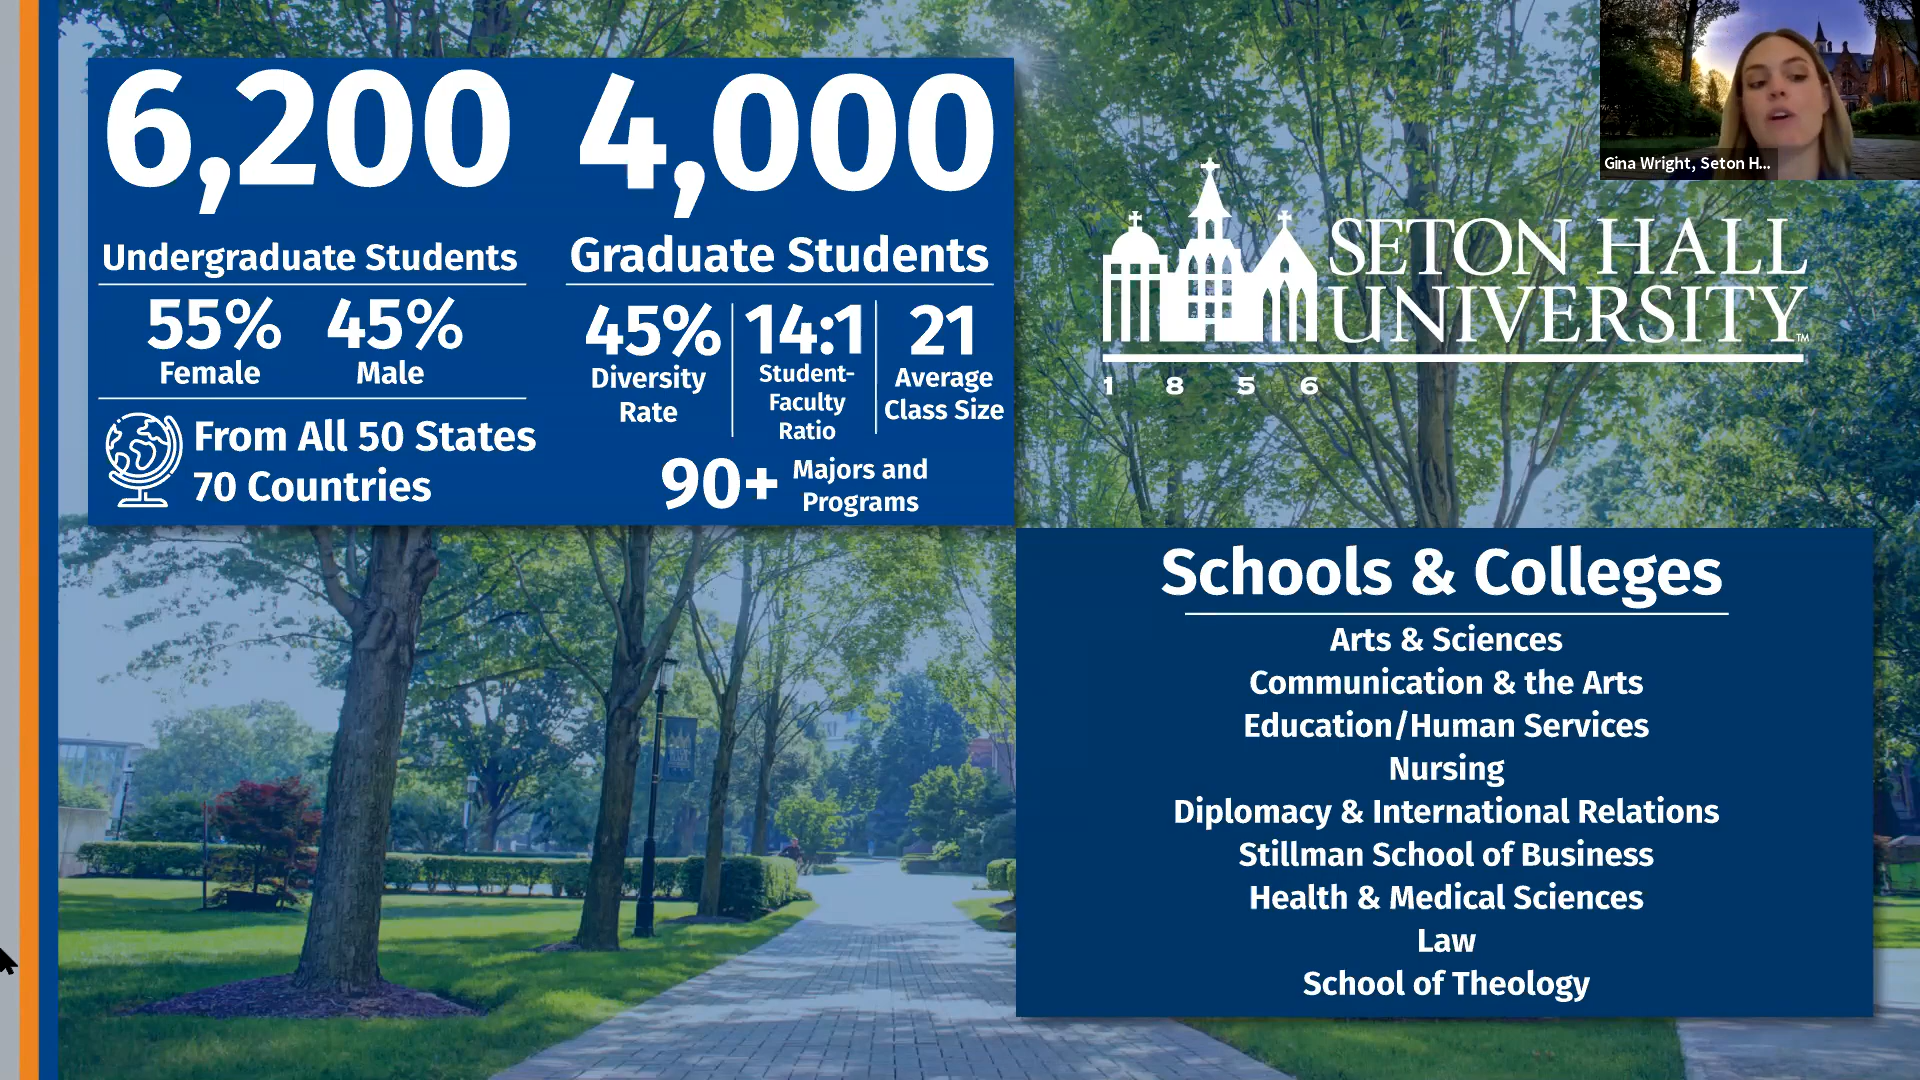 6,200
Undergraduate Students
55%
Female
45%
Male
From All 50 States
70 Countries
4,000
Graduate Students
45%
Diversity
Rate
14:1
Student-
Faculty
Ratio
21
Average
Class Size
90+
Majors and
Programs
Gina Wright, Seton H...
SETON HALL
UNIVERSITY™
1 8 5 6
Schools & Colleges
Arts & Sciences
Communication & the Arts
Education/Human Services
Nursing
Diplomacy & International Relations
Stillman School of Business
Health & Medical Sciences
Law
School of Theology